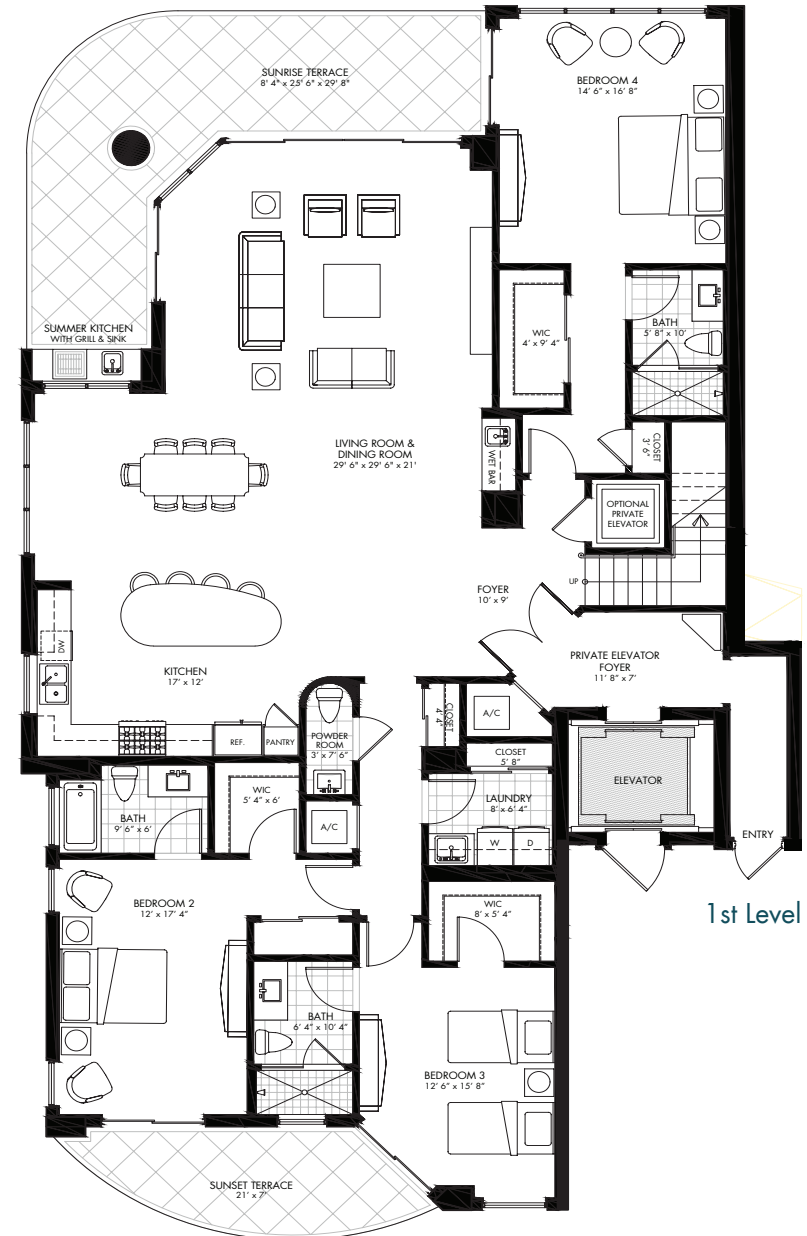 SUNRISE TERRACE
8' 4" x 25' 6" x 29' 8"
BEDROOM 4
14' 6" x 16' 8"
SUMMER KITCHEN
WITH GRILL & SINK
WIC
4' x 9' 4"
BATH
5' 8" x 10'
LIVING ROOM &
DINING ROOM
29' 6" x 29' 6" x 21'
WET BAR
CLOSET
3' 6"
OPTIONAL
PRIVATE
ELEVATOR
UP
FOYER
10' x 9'
DW
KITCHEN
17' x 12'
PRIVATE ELEVATOR
FOYER
11' 8" x 7'
REF.
PANTRY
POWDER
ROOM
3' x 7' 6"
CLOSET
4' 4"
A/C
CLOSET
5' 8"
ELEVATOR
LAUNDRY
8' x 6' 4"
WIC
5' 4" x 6'
BATH
9' 6" x 6'
A/C
W
D
ENTRY
BEDROOM 2
12' x 17' 4"
WIC
8' x 5' 4"
1st Level
BATH
6' 4" x 10' 4"
BEDROOM 3
12' 6" x 15' 8"
SUNSET TERRACE
21' x 7'